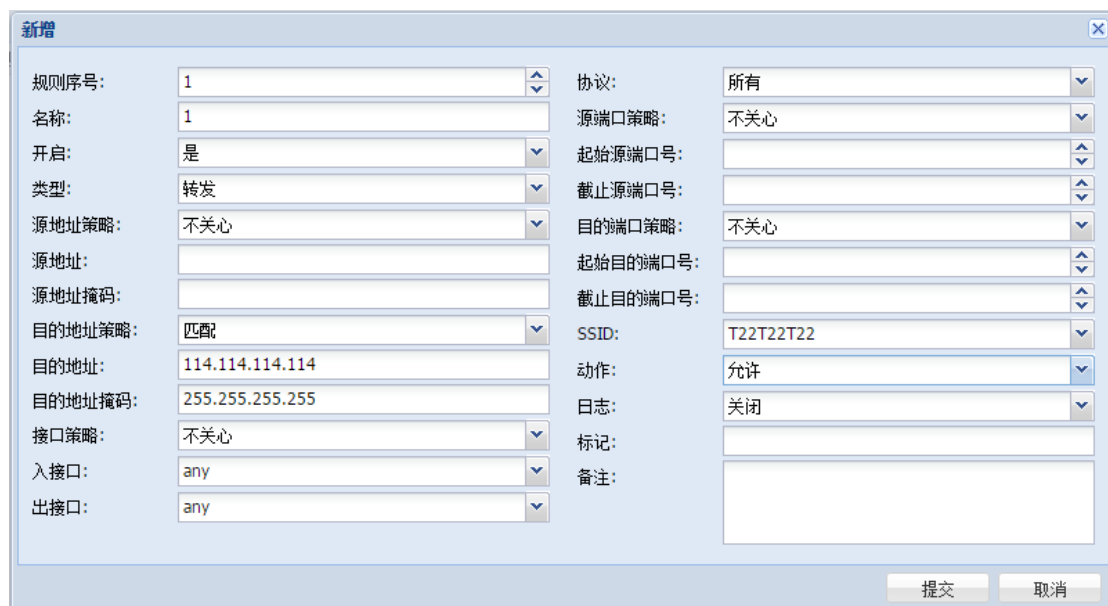 新增
规则序号: 1
名称: 1
开启: 是
类型: 转发
源地址策略: 不关心
源地址:
源地址掩码:
目的地址策略: 匹配
目的地址: 114.114.114.114
目的地址掩码: 255.255.255.255
接口策略: 不关心
入接口: any
出接口: any
协议: 所有
源端口策略: 不关心
起始源端口号:
截止源端口号:
目的端口策略: 不关心
起始目的端口号:
截止目的端口号:
SSID: T22T22T22
动作: 允许
日志: 关闭
标记:
备注:
提交 取消